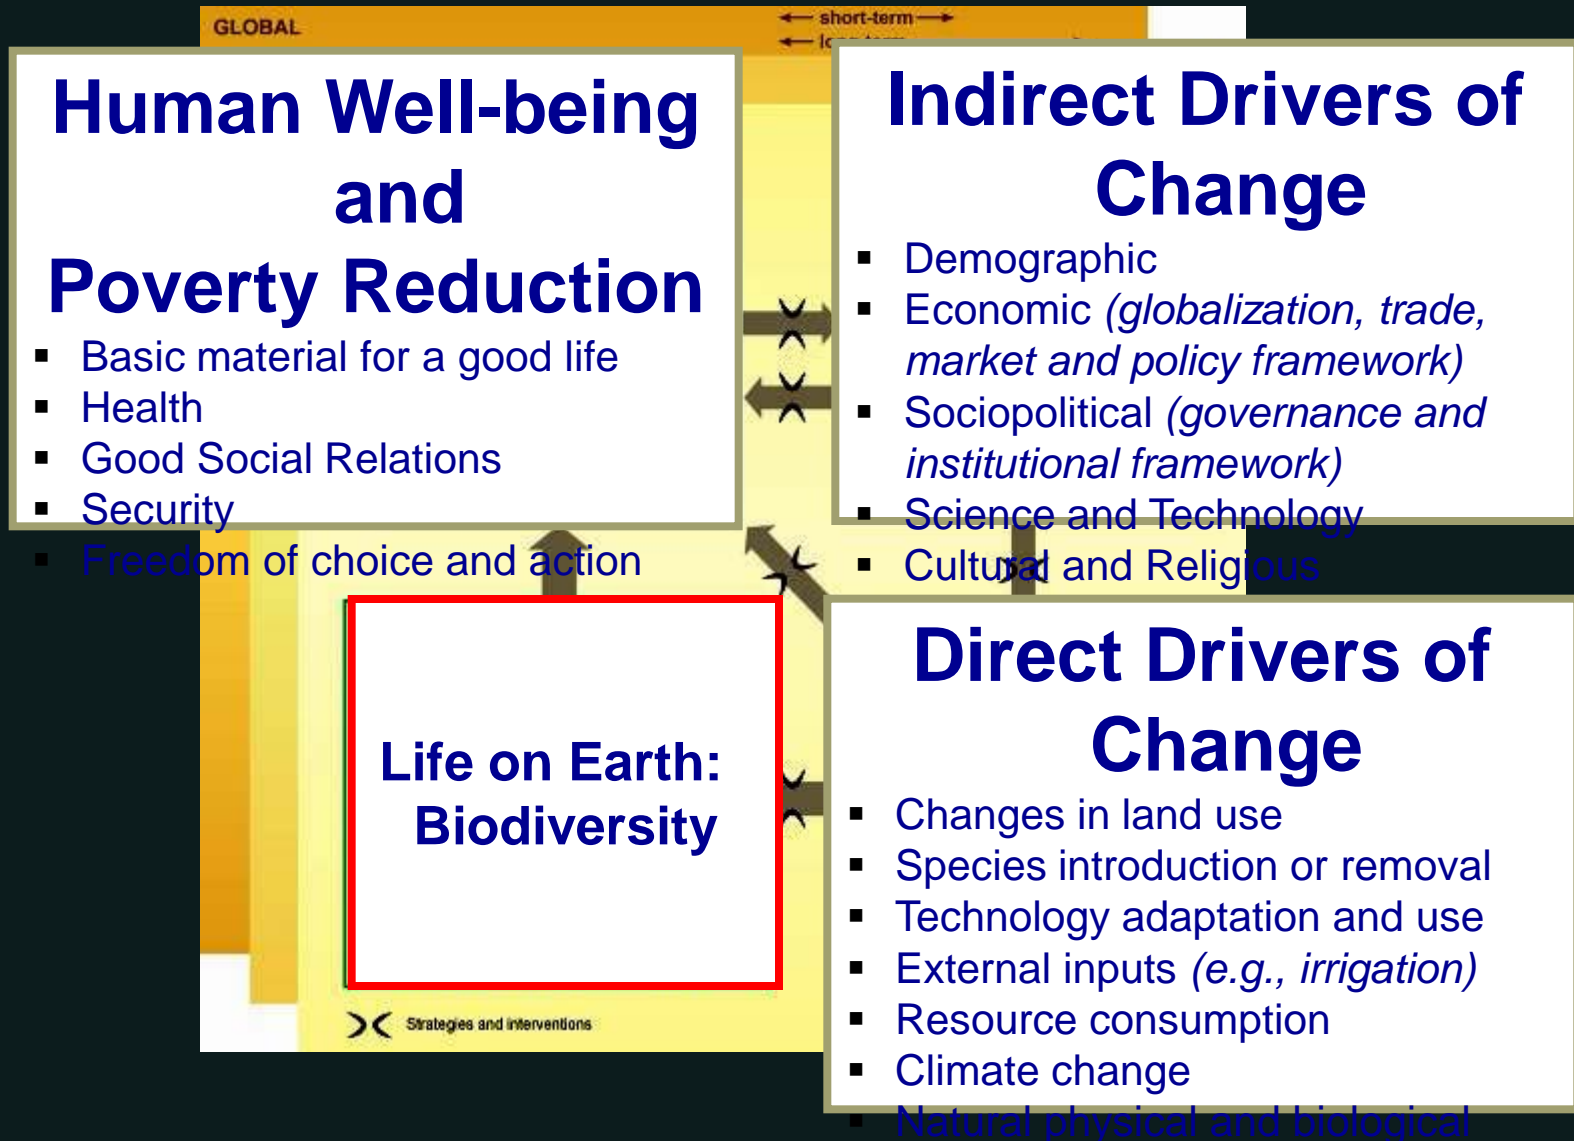 GLOBAL
short-term
Human Well-being
and
Poverty Reduction
▪ Basic material for a good life
▪ Health
▪ Good Social Relations
▪ Security
▪ Freedom of choice and action
Indirect Drivers of
Change
▪ Demographic
▪ Economic (globalization, trade,
market and policy framework)
▪ Sociopolitical (governance and
institutional framework)
▪ Science and Technology
▪ Cultural and Religious
Life on Earth:
Biodiversity
Direct Drivers of
Change
▪ Changes in land use
▪ Species introduction or removal
▪ Technology adaptation and use
▪ External inputs (e.g., irrigation)
▪ Resource consumption
▪ Climate change
▪ Natural physical and biological
Strategies and interventions